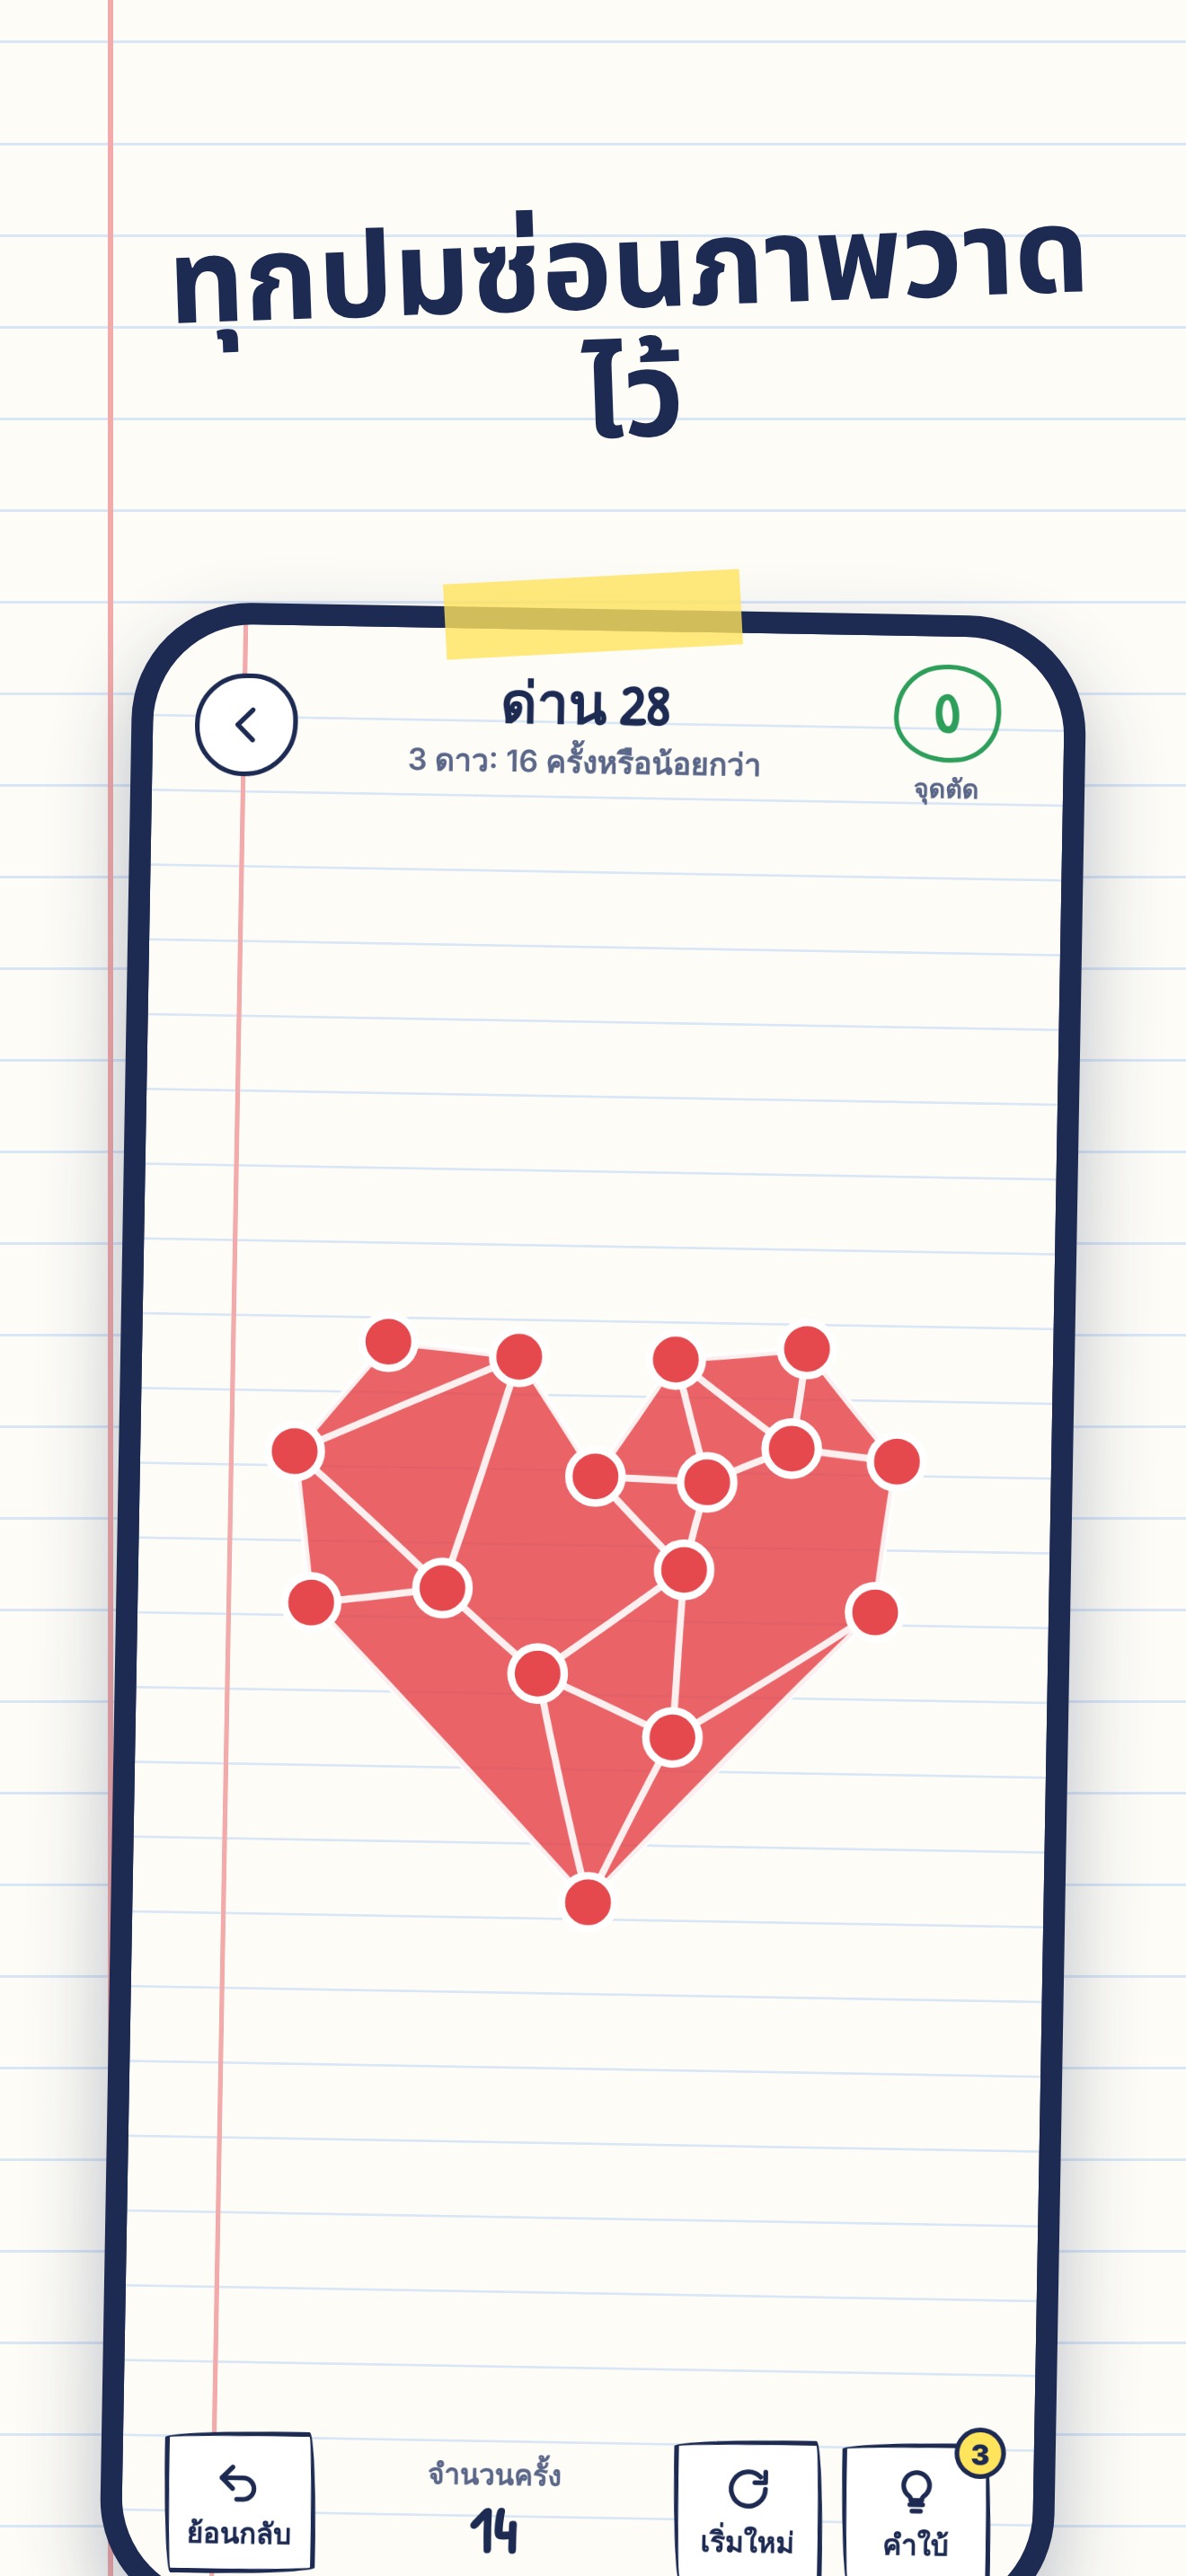 ทุกปมซ่อนภาพวาด
ไว้
ด่าน 28
3 ดาว: 16 ครั้งหรือน้อยกว่า
0
จุดตัด
ย้อนกลับ
จำนวนครั้ง
14
เริ่มใหม่
3
คำใบ้